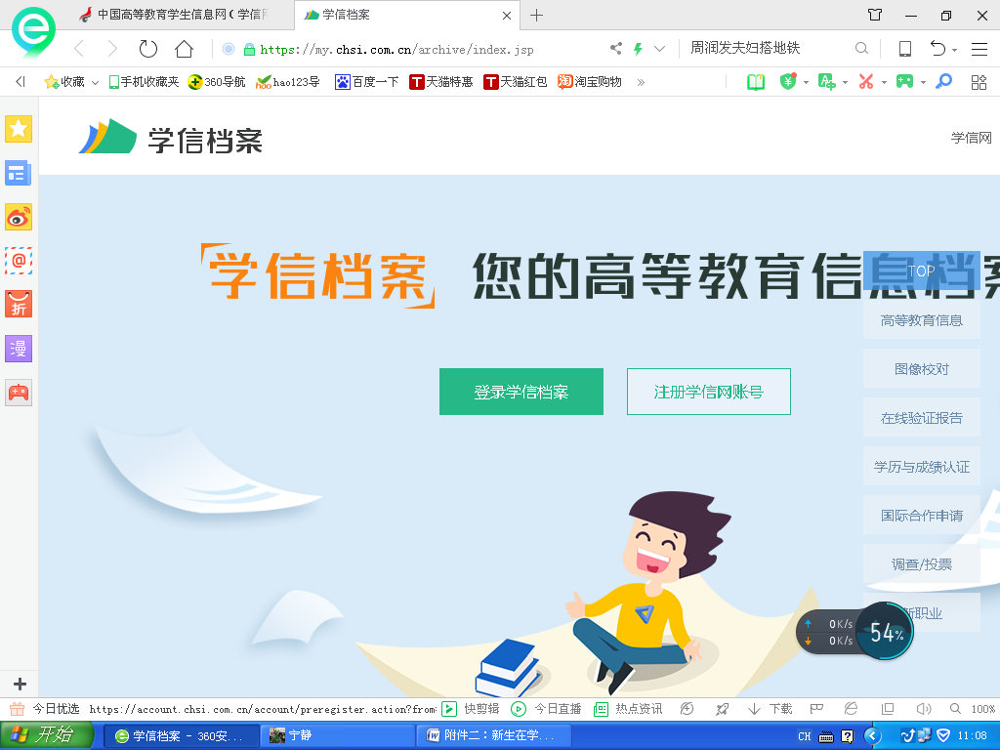 中国高等教育学生信息网（学信网
学信档案
https://my.chsi.com.cn/archive/index.jsp
周润发夫妇搭地铁
收藏
手机收藏夹
360导航
hao123导
百度一下
天猫特惠
天猫红包
淘宝购物
学信档案
学信网
学信档案 您的高等教育信息档案
TOP
高等教育信息
登录学信档案
注册学信网账号
图像校对
在线验证报告
学历与成绩认证
国际合作申请
调查/投票
职业
0K/s
0K/s
54%
@
折
漫
今日优选
https://account.chsi.com.cn/account/preregister.action?from=
快剪辑
今日直播
热点资讯
下载
100%
开始
学信档案 - 360安...
宁静
附件二：新生在学...
CH
11:08